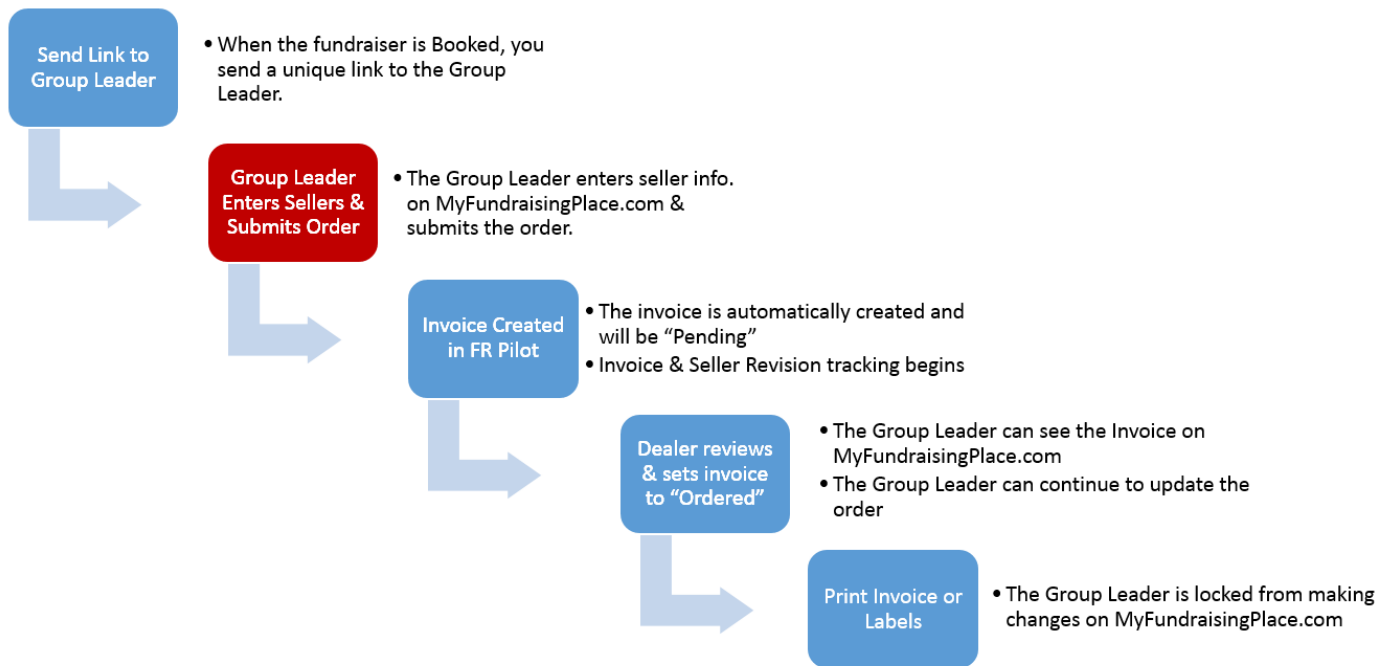 Send Link to
Group Leader
• When the fundraiser is Booked, you
send a unique link to the Group
Leader.
Group Leader
Enters Sellers &
Submits Order
• The Group Leader enters seller info.
on MyFundraisingPlace.com &
submits the order.
Invoice Created
in FR Pilot
• The invoice is automatically created and
will be “Pending”
• Invoice & Seller Revision tracking begins
Dealer reviews
& sets invoice
to “Ordered”
• The Group Leader can see the Invoice on
MyFundraisingPlace.com
• The Group Leader can continue to update the
order
Print Invoice or
Labels
• The Group Leader is locked from making
changes on MyFundraisingPlace.com